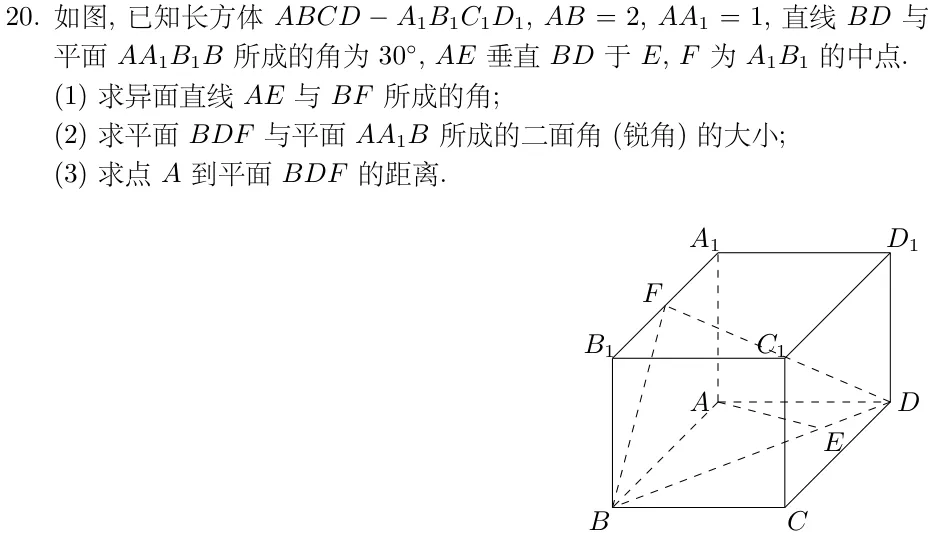 20. 如图, 已知长方体 ABCD − A₁B₁C₁D₁, AB = 2, AA₁ = 1, 直线 BD 与
平面 AA₁B₁B 所成的角为 30°, AE 垂直 BD 于 E, F 为 A₁B₁ 的中点.
(1) 求异面直线 AE 与 BF 所成的角;
(2) 求平面 BDF 与平面 AA₁B 所成的二面角 (锐角) 的大小;
(3) 求点 A 到平面 BDF 的距离.
A₁ D₁
F
B₁ C₁
A D
E
B C